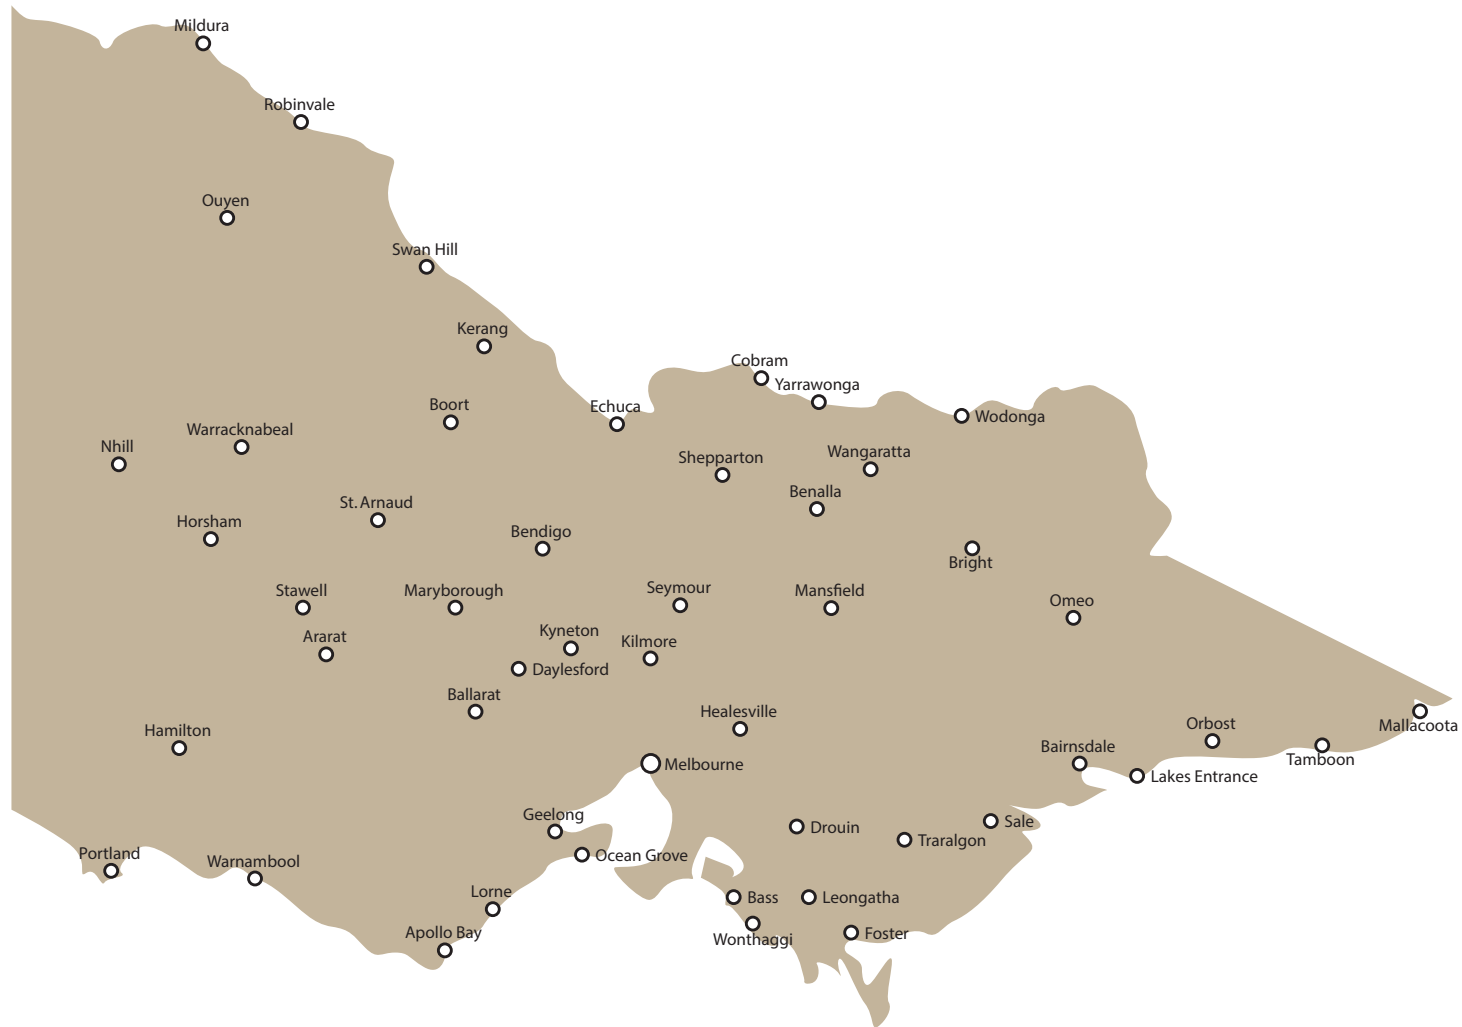 Mildura
Robinvale
Ouyen
Swan Hill
Kerang
Cobram
Yarrawonga
Boort
Echuca
Wodonga
Warracknabeal
Nhill
Wangaratta
Shepparton
Benalla
St. Arnaud
Horsham
Bendigo
Bright
Stawell
Maryborough
Seymour
Mansfield
Omeo
Ararat
Kyneton
Kilmore
Daylesford
Ballarat
Healesville
Hamilton
Orbost
Mallacoota
Bairnsdale
Tamboon
Melbourne
Lakes Entrance
Geelong
Sale
Drouin
Traralgon
Portland
Warnambool
Ocean Grove
Lorne
Bass
Leongatha
Apollo Bay
Wonthaggi
Foster